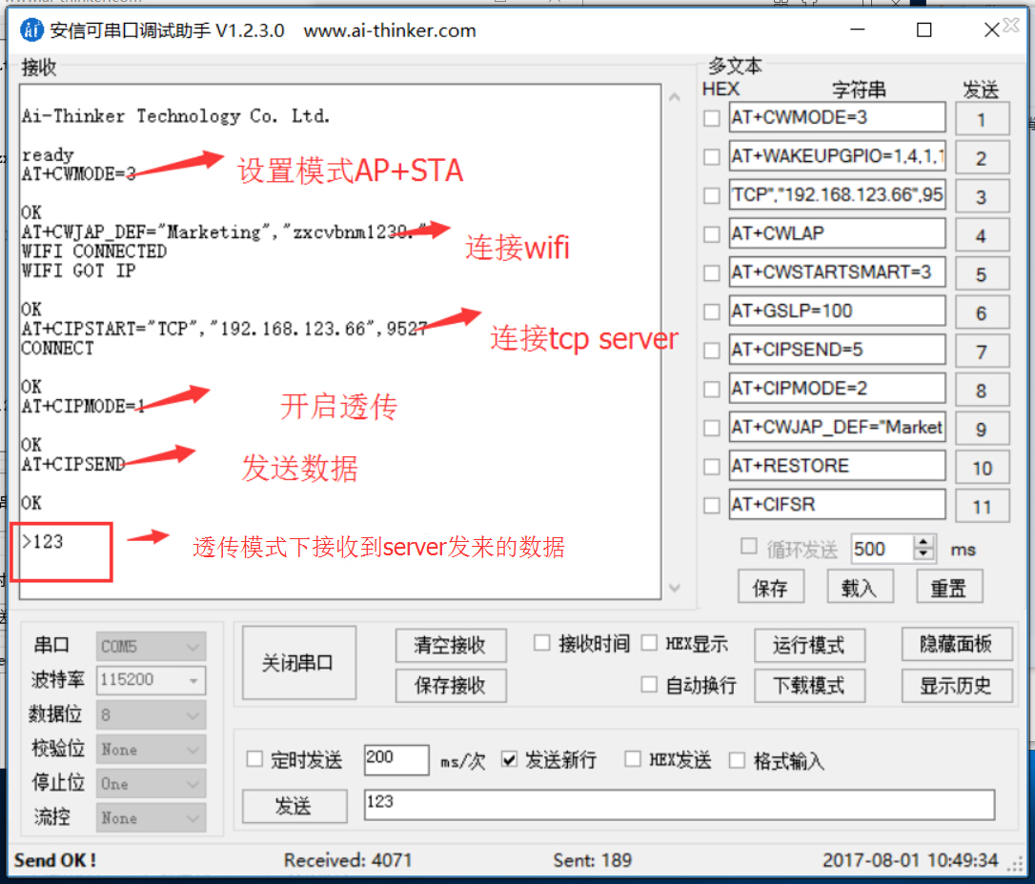 安信可串口调试助手 V1.2.3.0 www.ai-thinker.com
接收
Ai-Thinker Technology Co. Ltd.
ready
AT+CWMODE=3
设置模式AP+STA
OK
AT+CWJAP_DEF="Marketing","zxcvbnm1230."
连接wifi
WIFI CONNECTED
WIFI GOT IP
OK
AT+CIPSTART="TCP","192.168.123.66",9527
连接tcp server
CONNECT
OK
AT+CIPMODE=1
开启透传
OK
AT+CIPSEND
发送数据
OK
>123
透传模式下接收到server发来的数据
多文本
HEX 字符串 发送
AT+CWMODE=3 1
AT+WAKEUPGPIO=1,4,1,1 2
"TCP","192.168.123.66",95 3
AT+CWLAP 4
AT+CWSTARTSMART=3 5
AT+GSLP=100 6
AT+CIPSEND=5 7
AT+CIPMODE=2 8
AT+CWJAP_DEF="Market 9
AT+RESTORE 10
AT+CIFSR 11
循环发送 500 ms
保存 载入 重置
串口 COM5
波特率 115200
数据位 8
校验位 None
停止位 One
流控 None
关闭串口
清空接收 接收时间 HEX显示 运行模式 隐藏面板
保存接收 自动换行 下载模式 显示历史
定时发送 200 ms/次 发送新行 HEX发送 格式输入
发送 123
Send OK ! Received: 4071 Sent: 189 2017-08-01 10:49:34